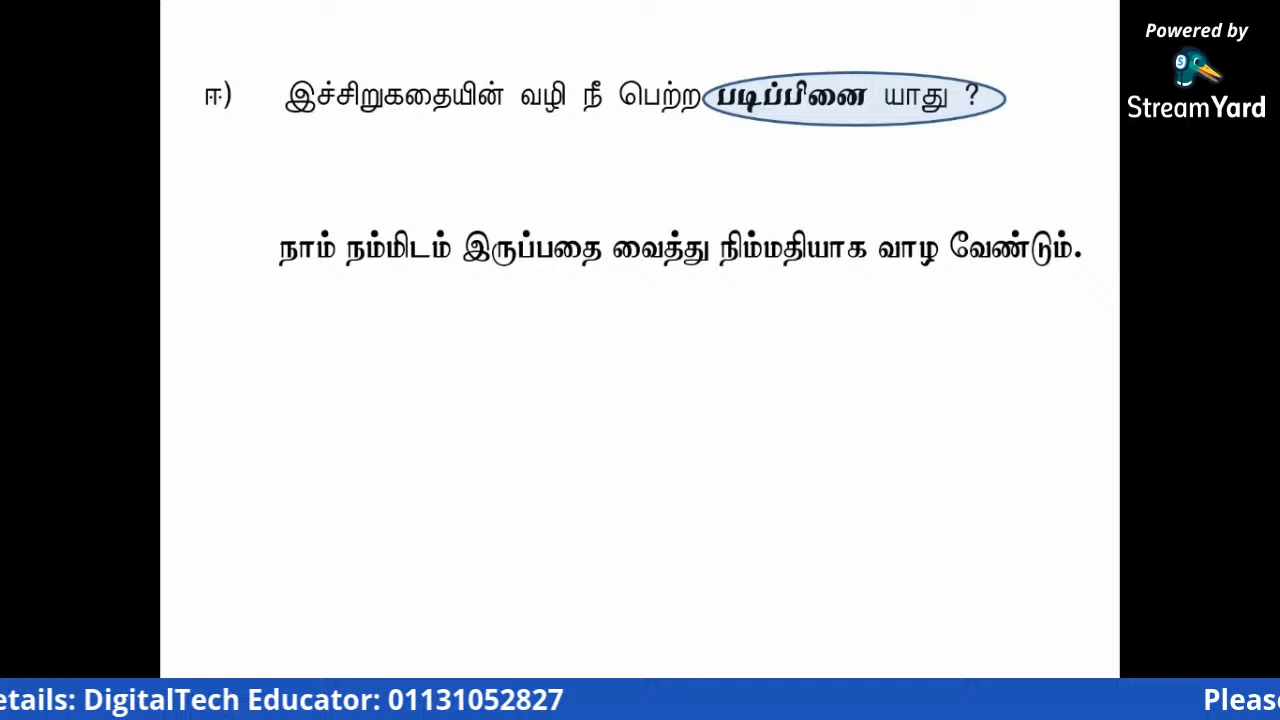 Powered by
StreamYard
ஈ) இச்சிறுகதையின் வழி நீ பெற்ற படிப்பினை யாது ?
நாம் நம்மிடம் இருப்பதை வைத்து நிம்மதியாக வாழ வேண்டும்.
etails: DigitalTech Educator: 01131052827 Please